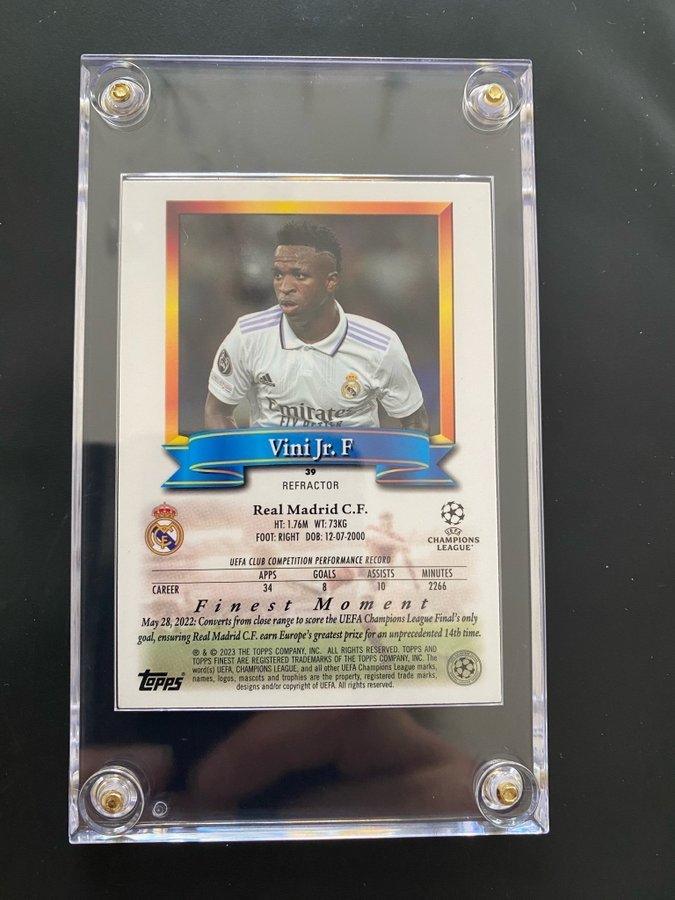 Emirates
FLY BETTER
Vini Jr. F
39
REFRACTOR
Real Madrid C.F.
HT: 1.76M WT: 73KG
FOOT: RIGHT DOB: 12-07-2000
UEFA
CHAMPIONS
LEAGUE
UEFA CLUB COMPETITION PERFORMANCE RECORD
APPS GOALS ASSISTS MINUTES
CAREER 34 8 10 2266
Finest Moment
May 28, 2022: Converts from close range to score the UEFA Champions League Final's only
goal, ensuring Real Madrid C.F. earn Europe's greatest prize for an unprecedented 14th time.
® & © 2023 THE TOPPS COMPANY, INC. ALL RIGHTS RESERVED. TOPPS AND
TOPPS FINEST ARE REGISTERED TRADEMARKS OF THE TOPPS COMPANY, INC. The
word(s) UEFA, CHAMPIONS LEAGUE, and all other UEFA Champions League marks,
names, logos, mascots and trophies are the property, registered trade marks,
designs and/or copyright of UEFA. All rights reserved.
topps